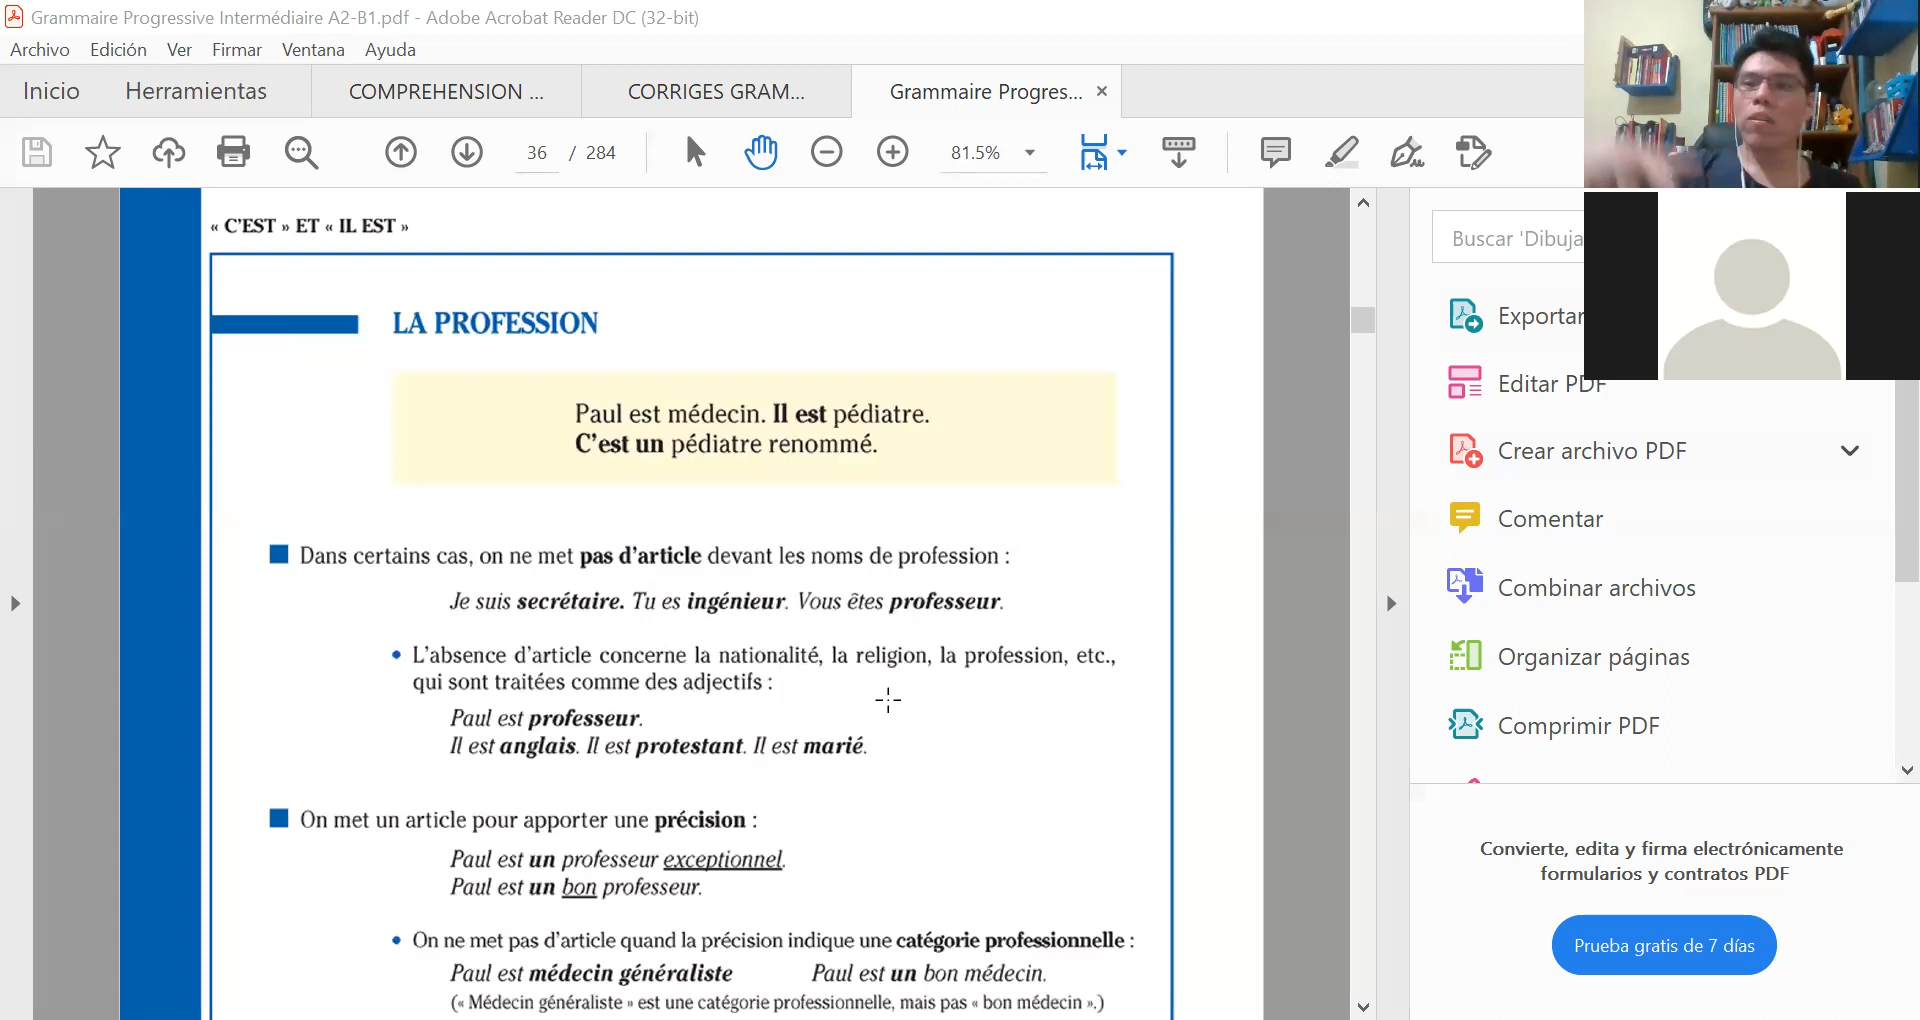 Grammaire Progressive Intermédiaire A2-B1.pdf - Adobe Acrobat Reader DC (32-bit)
Archivo Edición Ver Firmar Ventana Ayuda
Inicio Herramientas COMPREHENSION ... CORRIGES GRAM... Grammaire Progres... ×
36 / 284 81.5%
« C'EST » ET « IL EST »
LA PROFESSION
Paul est médecin. Il est pédiatre.
C'est un pédiatre renommé.
Dans certains cas, on ne met pas d'article devant les noms de profession :
Je suis secrétaire. Tu es ingénieur. Vous êtes professeur.
• L'absence d'article concerne la nationalité, la religion, la profession, etc.,
qui sont traitées comme des adjectifs :
Paul est professeur.
Il est anglais. Il est protestant. Il est marié.
On met un article pour apporter une précision :
Paul est un professeur exceptionnel.
Paul est un bon professeur.
• On ne met pas d'article quand la précision indique une catégorie professionnelle :
Paul est médecin généraliste Paul est un bon médecin.
(« Médecin généraliste » est une catégorie professionnelle, mais pas « bon médecin ».)
Buscar 'Dibuja
Exportar
Editar PDF
Crear archivo PDF
Comentar
Combinar archivos
Organizar páginas
Comprimir PDF
Convierte, edita y firma electrónicamente
formularios y contratos PDF
Prueba gratis de 7 días